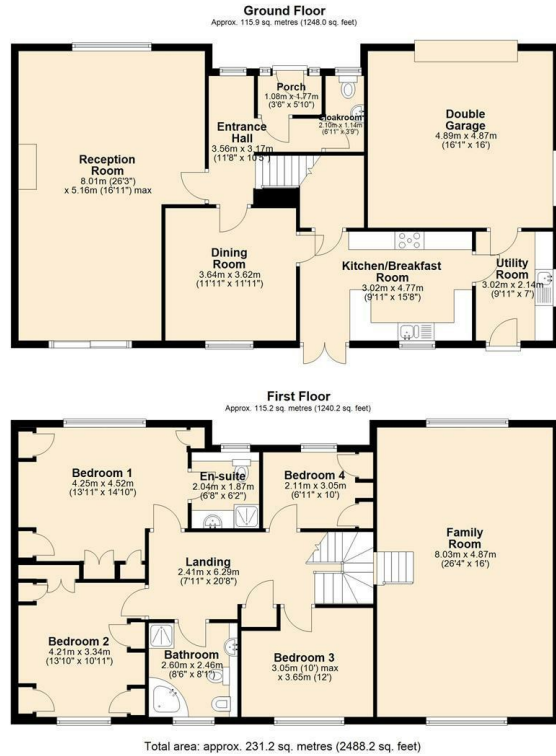 Ground Floor
Approx. 115.9 sq. metres (1248.0 sq. feet)
Porch
1.08m x 1.77m
(3'6" x 5'10")
Cloakroom
2.10m x 1.14m
(6'11" x 3'9")
Double
Garage
4.89m x 4.87m
(16'1" x 16')
Entrance
Hall
3.56m x 3.17m
(11'8" x 10'5")
Reception
Room
8.01m (26'3")
x 5.16m (16'11") max
Dining
Room
3.64m x 3.62m
(11'11" x 11'11")
Kitchen/Breakfast
Room
3.02m x 4.77m
(9'11" x 15'8")
Utility
Room
3.02m x 2.14m
(9'11" x 7')
First Floor
Approx. 115.2 sq. metres (1240.2 sq. feet)
Bedroom 1
4.25m x 4.52m
(13'11" x 14'10")
En-suite
2.04m x 1.87m
(6'8" x 6'2")
Bedroom 4
2.11m x 3.05m
(6'11" x 10')
Family
Room
8.03m x 4.87m
(26'4" x 16')
Landing
2.41m x 6.29m
(7'11" x 20'8")
Bedroom 2
4.21m x 3.34m
(13'10" x 10'11")
Bathroom
2.60m x 2.46m
(8'6" x 8'1")
Bedroom 3
3.05m (10') max
x 3.65m (12')
Total area: approx. 231.2 sq. metres (2488.2 sq. feet)